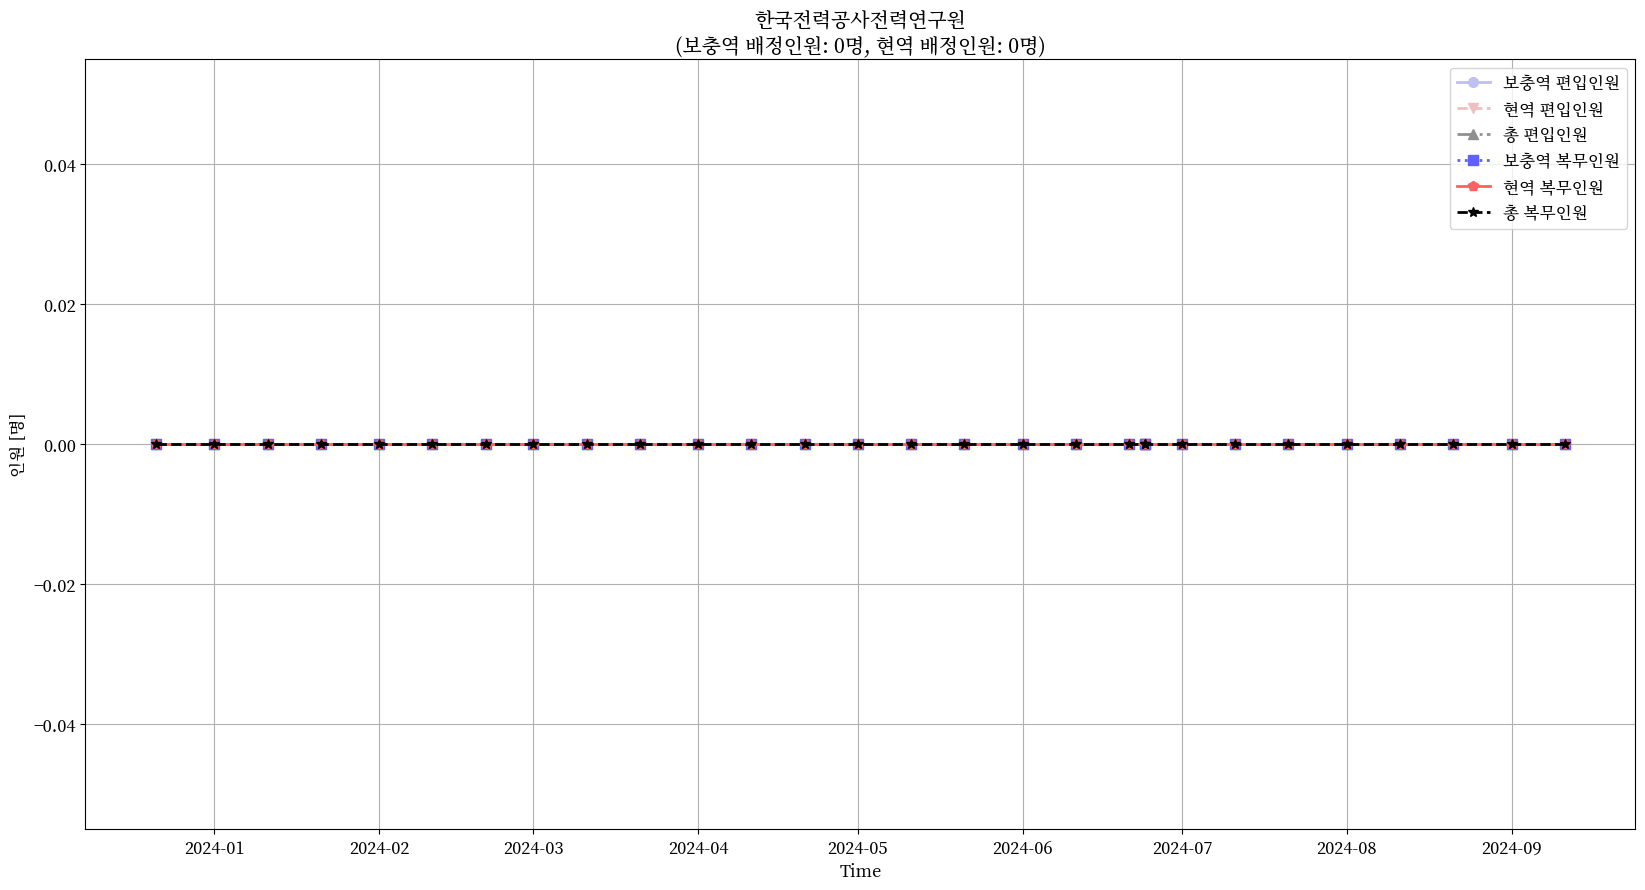 한국전력공사전력연구원
(보충역 배정인원: 0명, 현역 배정인원: 0명)
보충역 편입인원
현역 편입인원
총 편입인원
보충역 복무인원
현역 복무인원
총 복무인원
0.04
0.02
0.00
−0.02
−0.04
인원 [명]
2024-01 2024-02 2024-03 2024-04 2024-05 2024-06 2024-07 2024-08 2024-09
Time